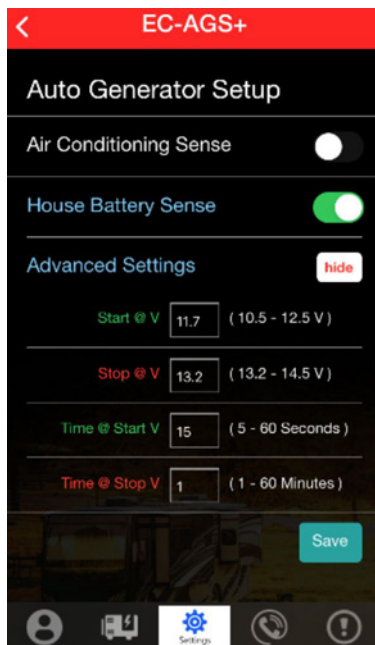 EC-AGS+
Auto Generator Setup
Air Conditioning Sense
House Battery Sense
Advanced Settings hide
Start @ V 11.7 ( 10.5 - 12.5 V )
Stop @ V 13.2 ( 13.2 - 14.5 V )
Time @ Start V 15 ( 5 - 60 Seconds )
Time @ Stop V 1 ( 1 - 60 Minutes )
Save
Settings